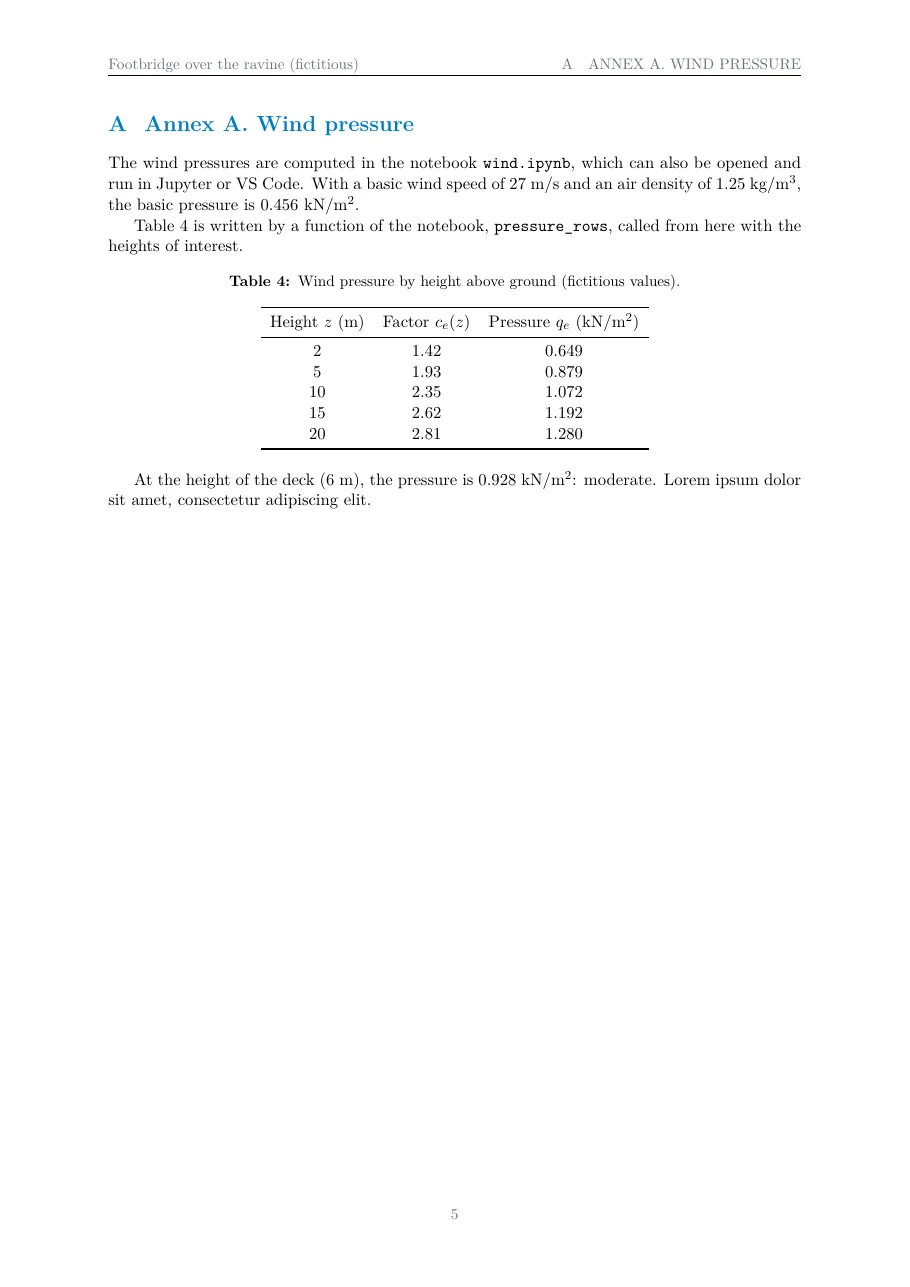 Footbridge over the ravine (fictitious) A ANNEX A. WIND PRESSURE
A Annex A. Wind pressure
The wind pressures are computed in the notebook wind.ipynb, which can also be opened and
run in Jupyter or VS Code. With a basic wind speed of 27 m/s and an air density of 1.25 kg/m³,
the basic pressure is 0.456 kN/m².
Table 4 is written by a function of the notebook, pressure_rows, called from here with the
heights of interest.
Table 4: Wind pressure by height above ground (fictitious values).
Height z (m) Factor cₑ(z) Pressure qₑ (kN/m²)
2 1.42 0.649
5 1.93 0.879
10 2.35 1.072
15 2.62 1.192
20 2.81 1.280
At the height of the deck (6 m), the pressure is 0.928 kN/m²: moderate. Lorem ipsum dolor
sit amet, consectetur adipiscing elit.
5